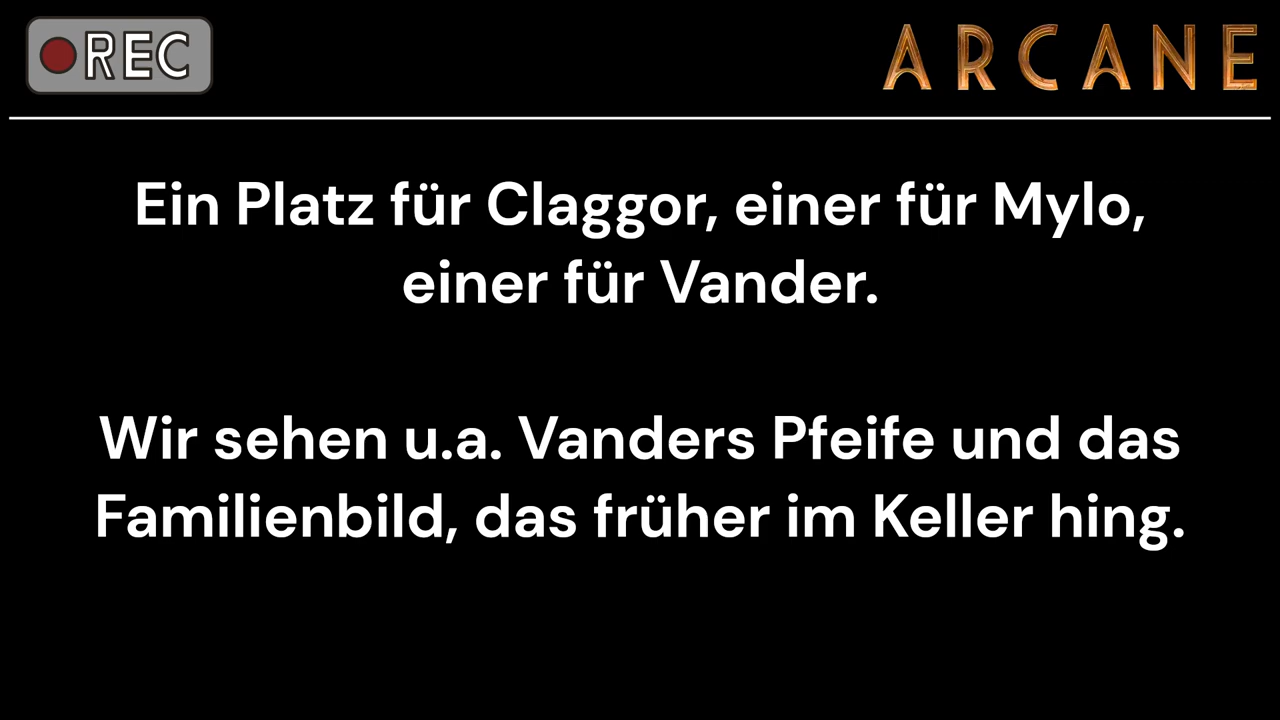 REC
ARCANE
Ein Platz für Claggor, einer für Mylo,
einer für Vander.
Wir sehen u.a. Vanders Pfeife und das
Familienbild, das früher im Keller hing.